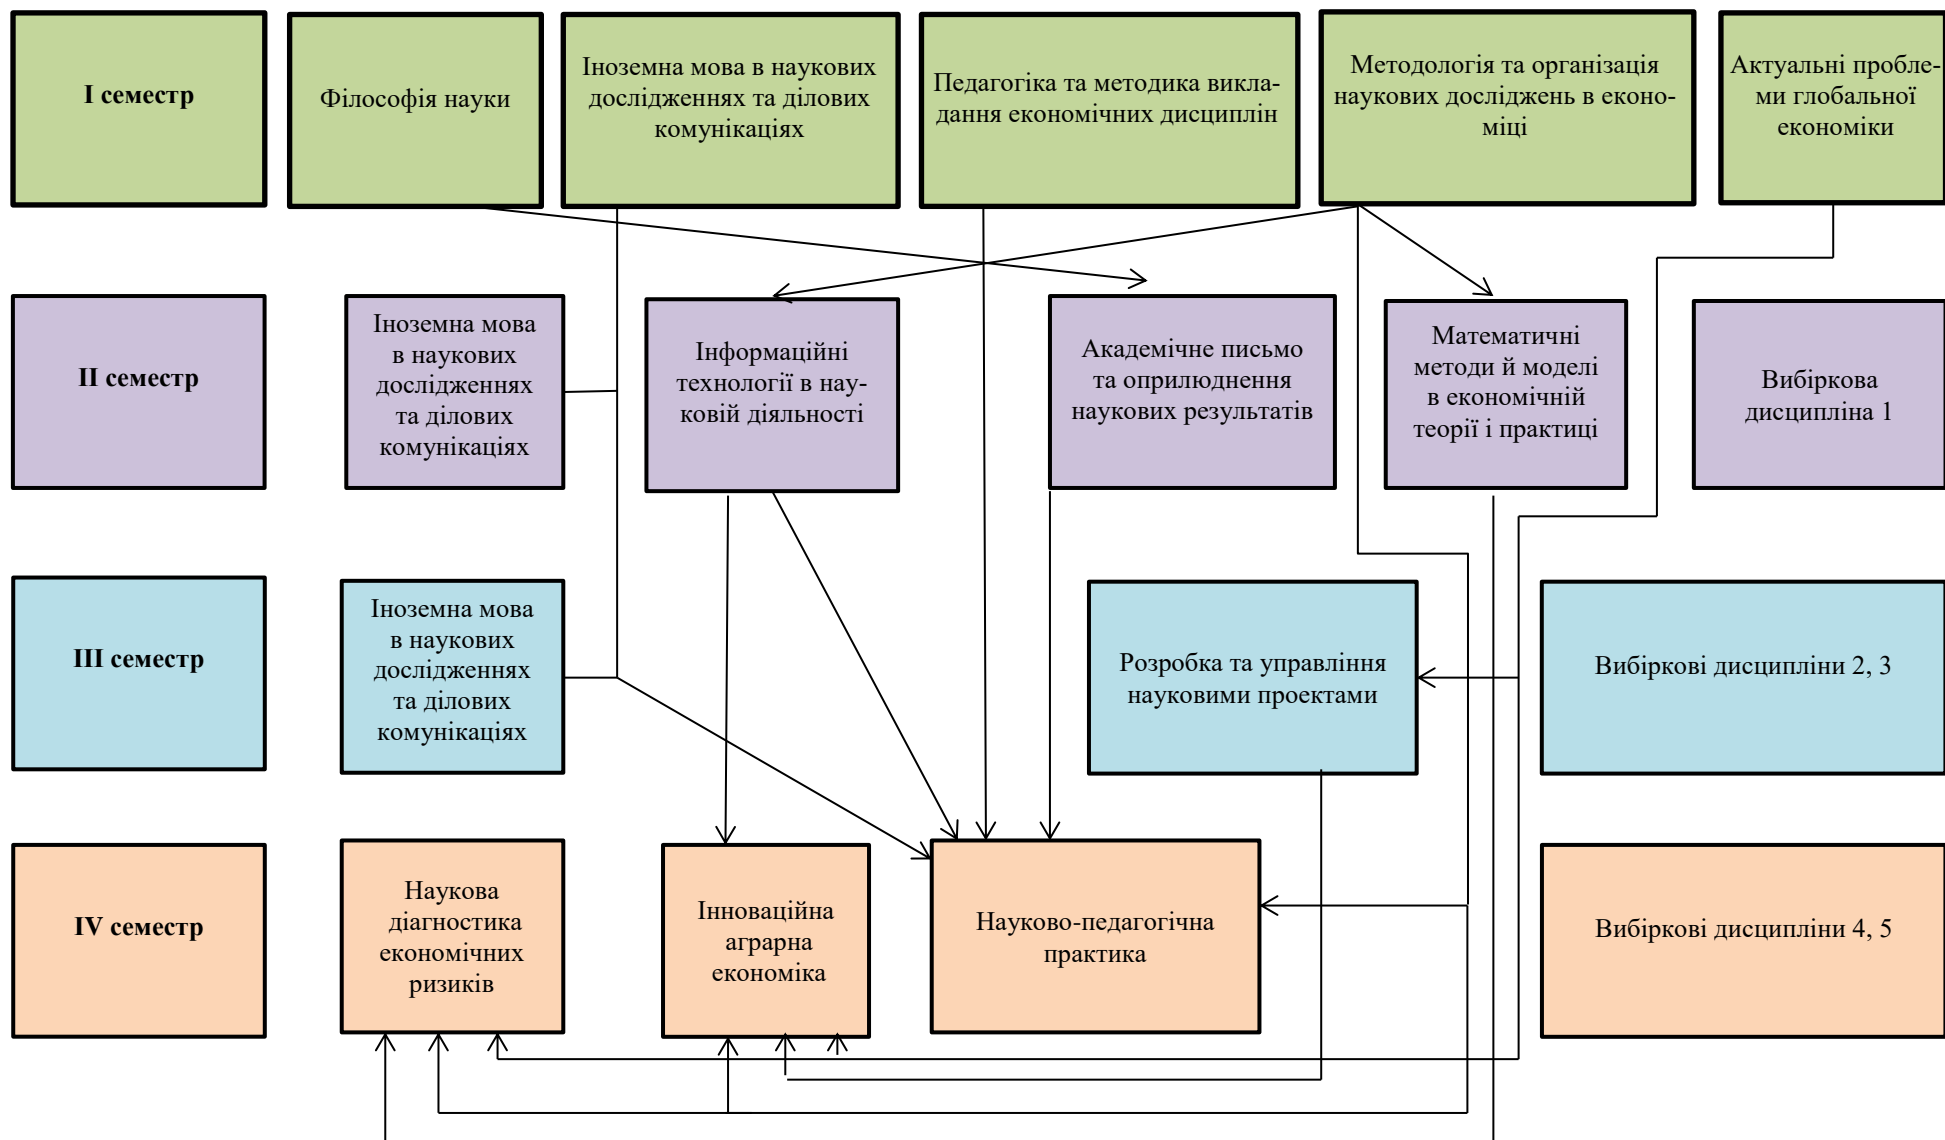 I семестр
Філософія науки
Іноземна мова в наукових
дослідженнях та ділових
комунікаціях
Педагогіка та методика викла-
дання економічних дисциплін
Методологія та організація
наукових досліджень в еконо-
міці
Актуальні пробле-
ми глобальної
економіки
II семестр
Іноземна мова
в наукових
дослідженнях
та ділових
комунікаціях
Інформаційні
технології в нау-
ковій діяльності
Академічне письмо
та оприлюднення
наукових результатів
Математичні
методи й моделі
в економічній
теорії і практиці
Вибіркова
дисципліна 1
III семестр
Іноземна мова
в наукових
дослідженнях
та ділових
комунікаціях
Розробка та управління
науковими проектами
Вибіркові дисципліни 2, 3
IV семестр
Наукова
діагностика
економічних
ризиків
Інноваційна
аграрна
економіка
Науково-педагогічна
практика
Вибіркові дисципліни 4, 5